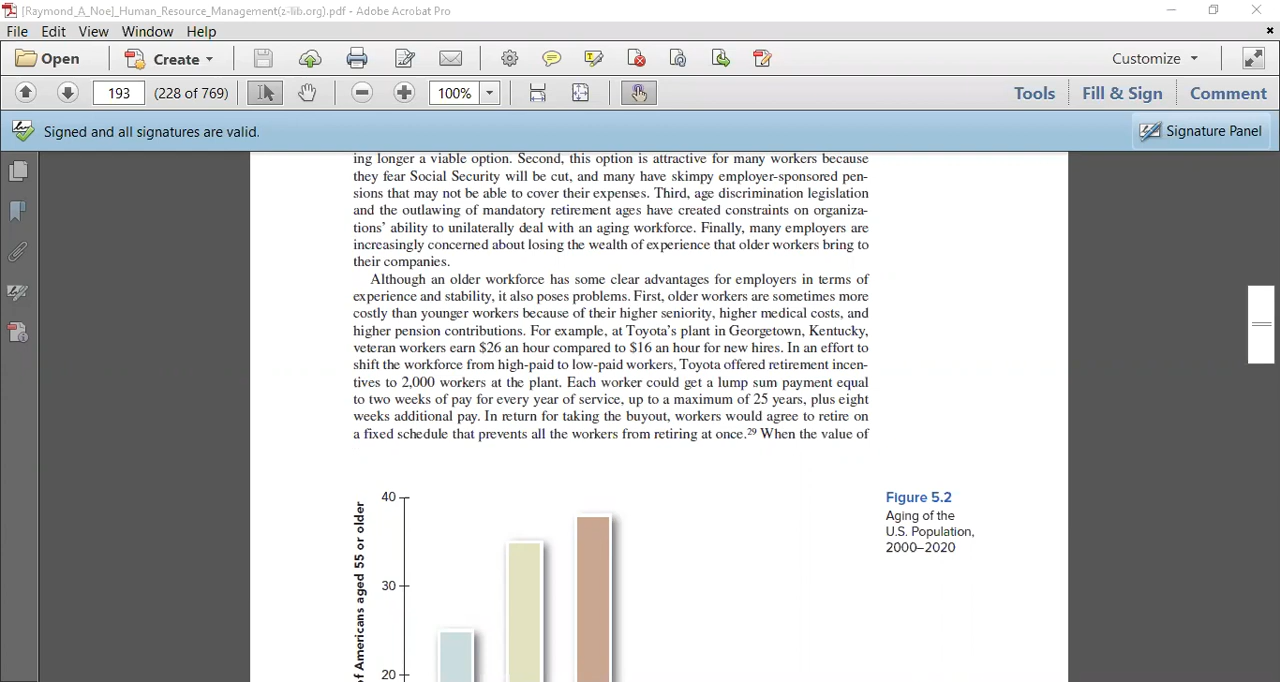 [Raymond_A_Noe]_Human_Resource_Management(z-lib.org).pdf - Adobe Acrobat Pro
File Edit View Window Help
Open Create Customize
193 (228 of 769) 100% Tools Fill & Sign Comment
Signed and all signatures are valid. Signature Panel
ing longer a viable option. Second, this option is attractive for many workers because
they fear Social Security will be cut, and many have skimpy employer-sponsored pen-
sions that may not be able to cover their expenses. Third, age discrimination legislation
and the outlawing of mandatory retirement ages have created constraints on organiza-
tions' ability to unilaterally deal with an aging workforce. Finally, many employers are
increasingly concerned about losing the wealth of experience that older workers bring to
their companies.
Although an older workforce has some clear advantages for employers in terms of
experience and stability, it also poses problems. First, older workers are sometimes more
costly than younger workers because of their higher seniority, higher medical costs, and
higher pension contributions. For example, at Toyota's plant in Georgetown, Kentucky,
veteran workers earn $26 an hour compared to $16 an hour for new hires. In an effort to
shift the workforce from high-paid to low-paid workers, Toyota offered retirement incen-
tives to 2,000 workers at the plant. Each worker could get a lump sum payment equal
to two weeks of pay for every year of service, up to a maximum of 25 years, plus eight
weeks additional pay. In return for taking the buyout, workers would agree to retire on
a fixed schedule that prevents all the workers from retiring at once.29 When the value of
Figure 5.2
Aging of the
U.S. Population,
2000–2020
40
30
20
f Americans aged 55 or older